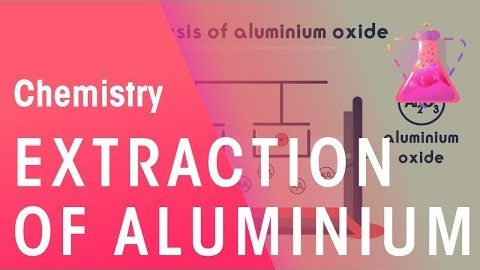 sis of aluminium oxide
Chemistry
Al₂O₃
aluminium
oxide
EXTRACTION
OF ALUMINIUM